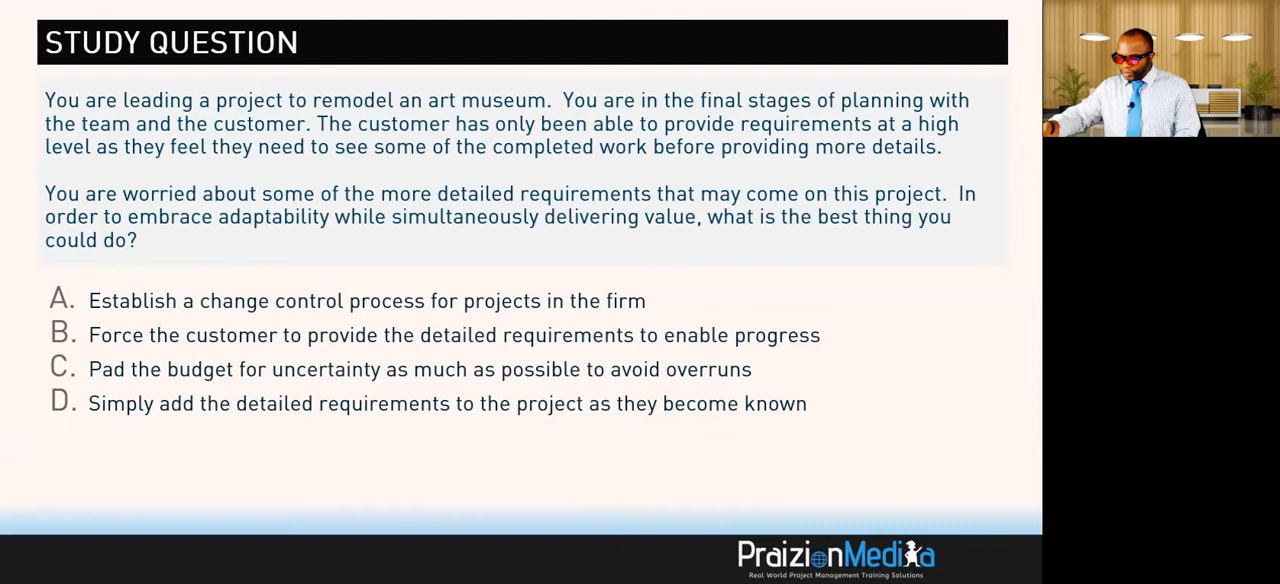 STUDY QUESTION
You are leading a project to remodel an art museum.  You are in the final stages of planning with
the team and the customer. The customer has only been able to provide requirements at a high
level as they feel they need to see some of the completed work before providing more details.
You are worried about some of the more detailed requirements that may come on this project.  In
order to embrace adaptability while simultaneously delivering value, what is the best thing you
could do?
A. Establish a change control process for projects in the firm
B. Force the customer to provide the detailed requirements to enable progress
C. Pad the budget for uncertainty as much as possible to avoid overruns
D. Simply add the detailed requirements to the project as they become known
PraizionMedia
Real World Project Management Training Solutions